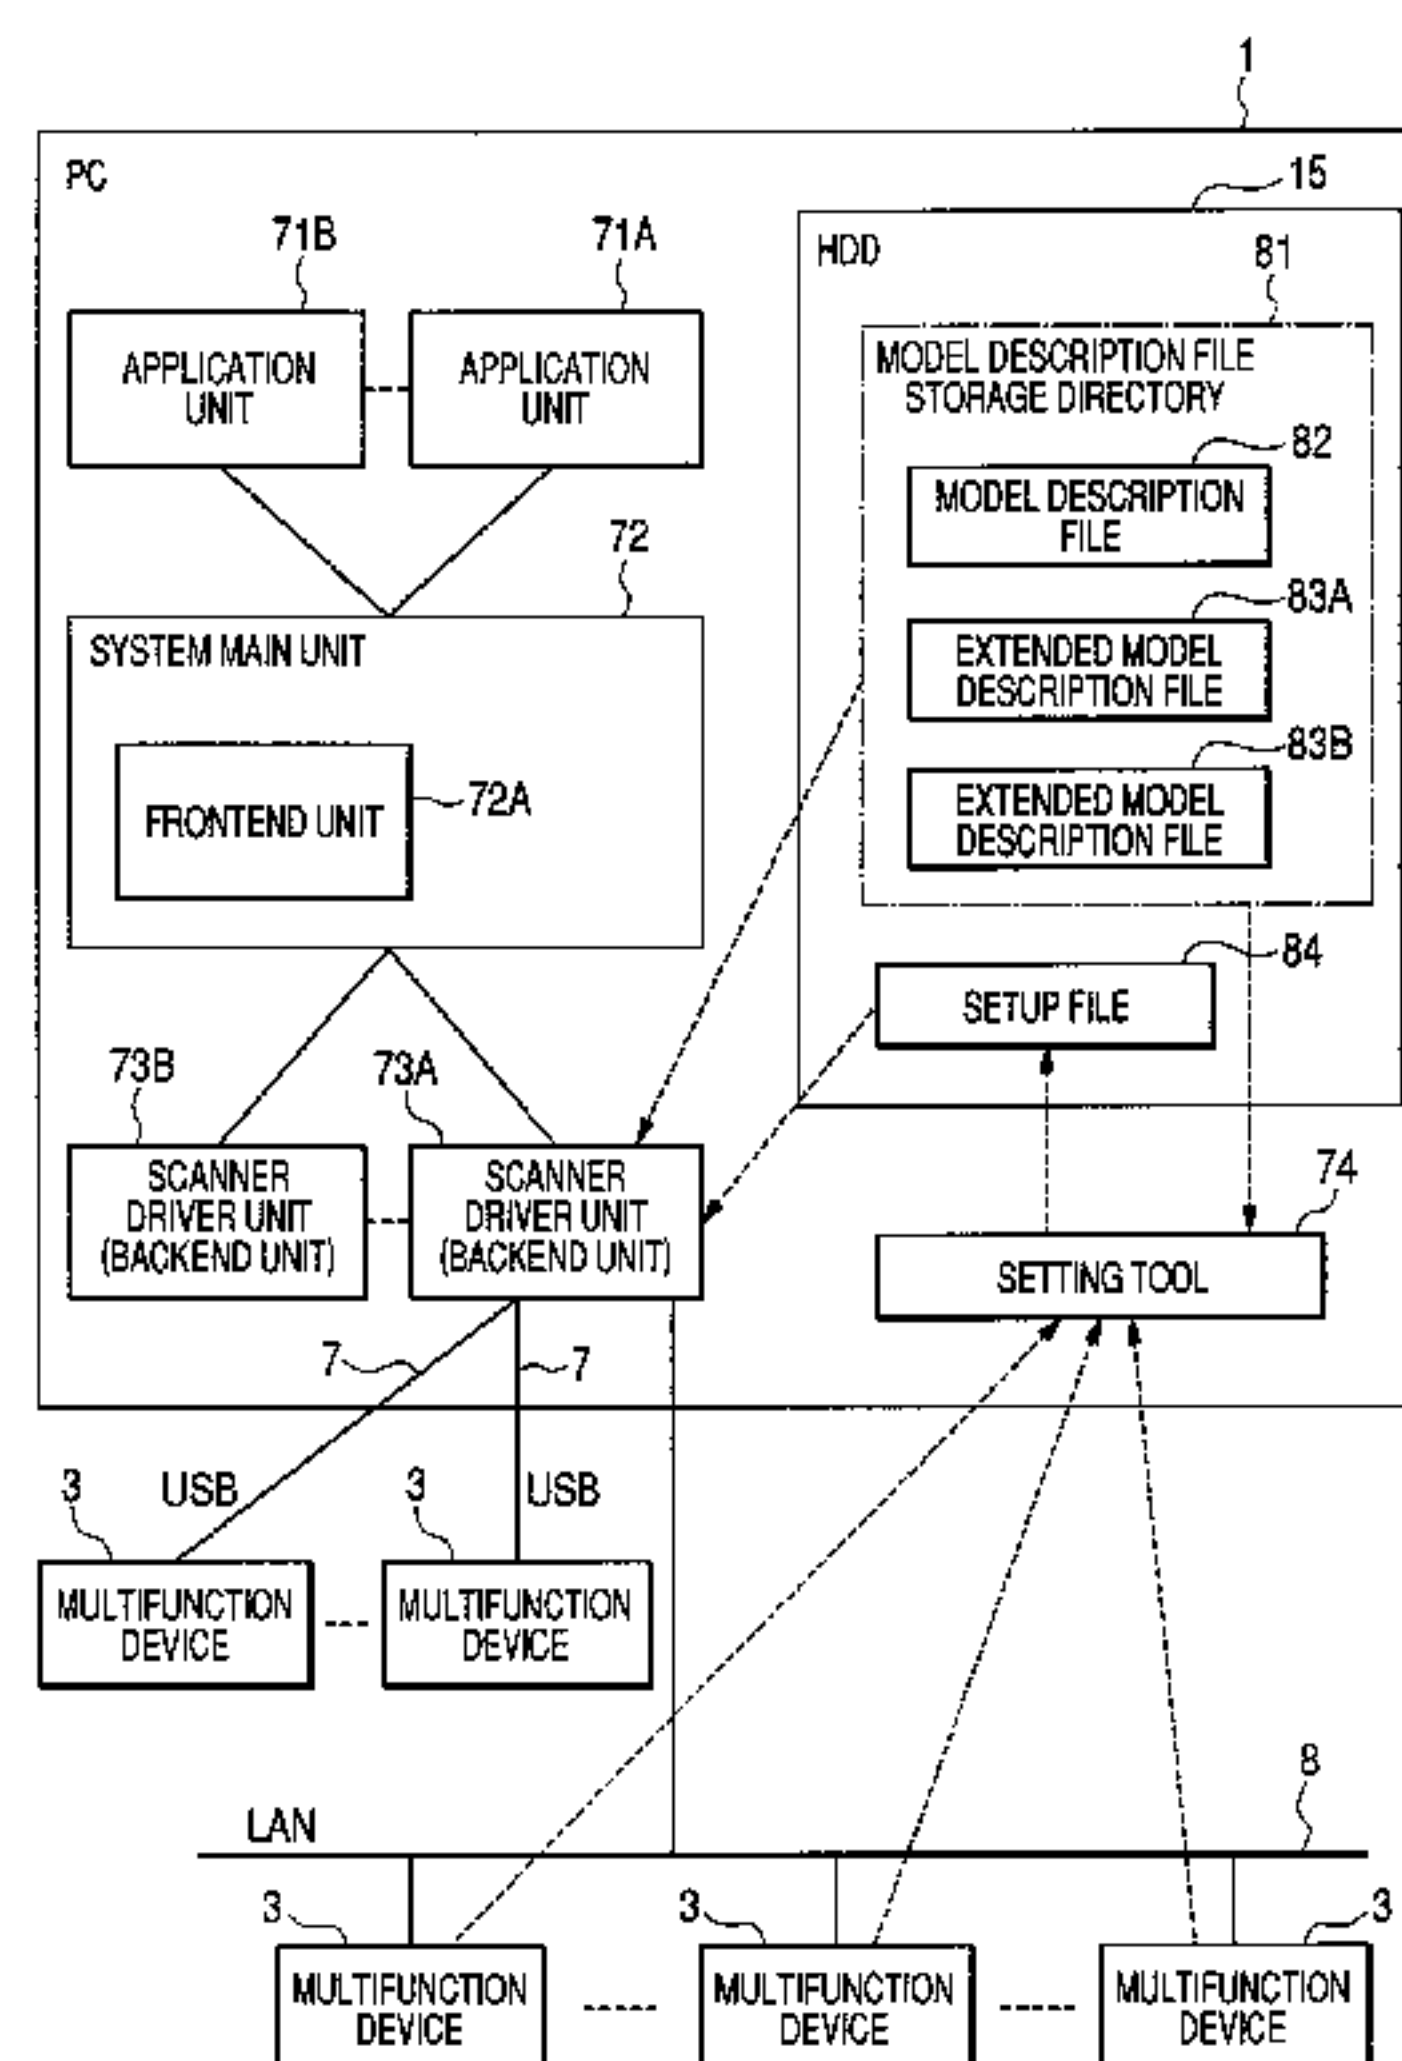 1
PC
15
71B
71A
HDD
81
APPLICATION
UNIT
APPLICATION
UNIT
MODEL DESCRIPTION FILE
STORAGE DIRECTORY
82
MODEL DESCRIPTION
FILE
72
83A
SYSTEM MAIN UNIT
EXTENDED MODEL
DESCRIPTION FILE
83B
FRONTEND UNIT
72A
EXTENDED MODEL
DESCRIPTION FILE
84
SETUP FILE
73B
73A
SCANNER
DRIVER UNIT
(BACKEND UNIT)
SCANNER
DRIVER UNIT
(BACKEND UNIT)
74
SETTING TOOL
7
7
3
USB
3
USB
MULTIFUNCTION
DEVICE
MULTIFUNCTION
DEVICE
8
LAN
3
3
3
MULTIFUNCTION
DEVICE
MULTIFUNCTION
DEVICE
MULTIFUNCTION
DEVICE